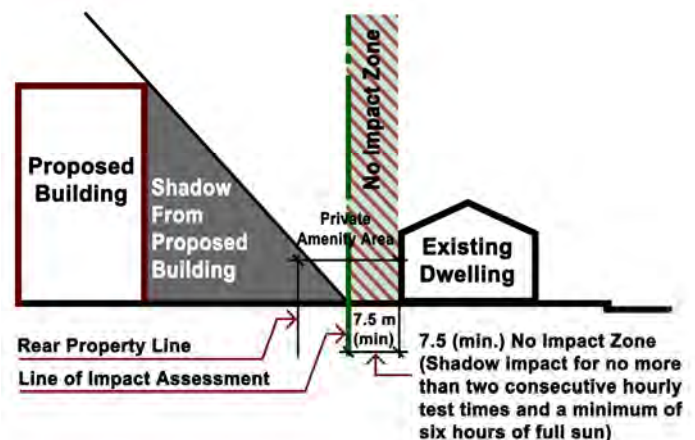 No Impact Zone
Proposed
Building
Shadow
From
Proposed
Building
Private
Amenity Area
Existing
Dwelling
7.5 m
(min)
Rear Property Line
Line of Impact Assessment
7.5 (min.) No Impact Zone
(Shadow impact for no more
than two consecutive hourly
test times and a minimum of
six hours of full sun)